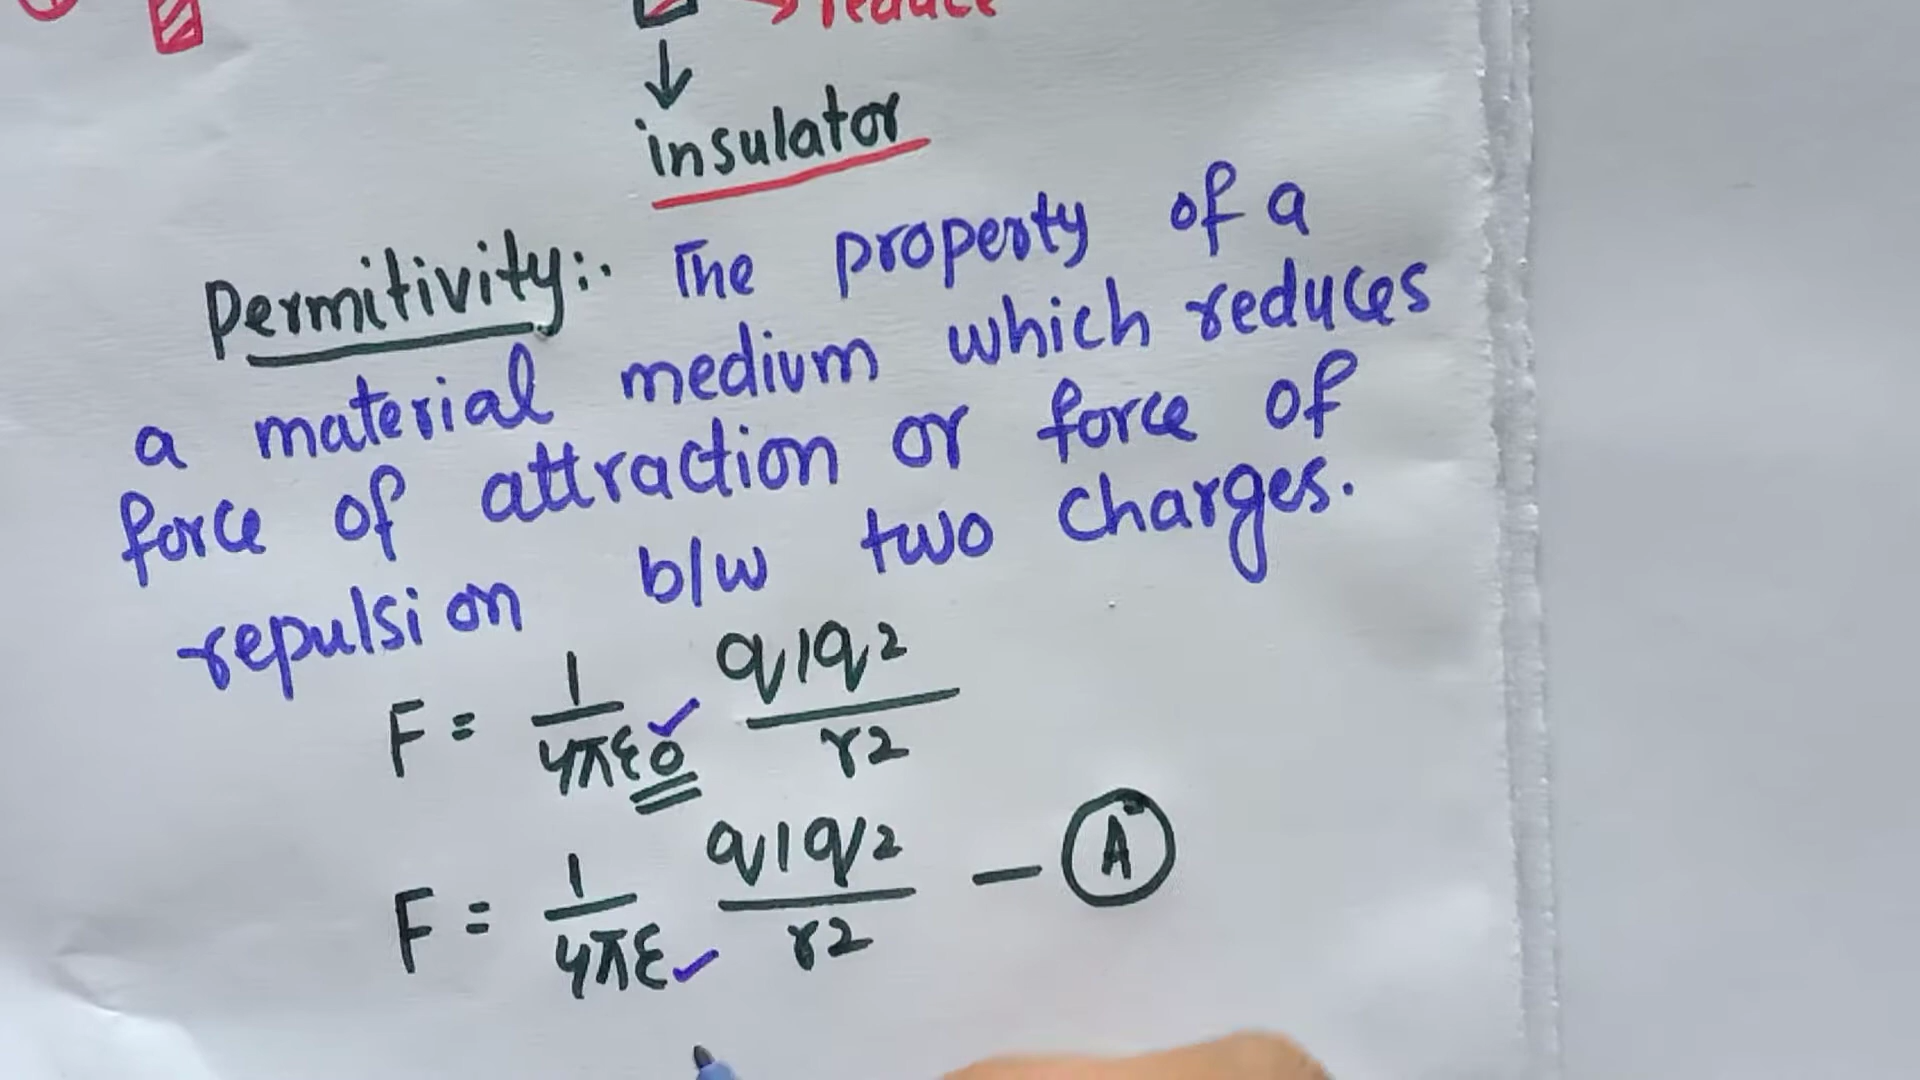 reduce
insulator
Permitivity:. The property of a
a material medium which reduces
force of attraction or force of
repulsion b/w two charges.
F = 1/4πε0 q1q2/r2
F = 1/4πε q1q2/r2 — A